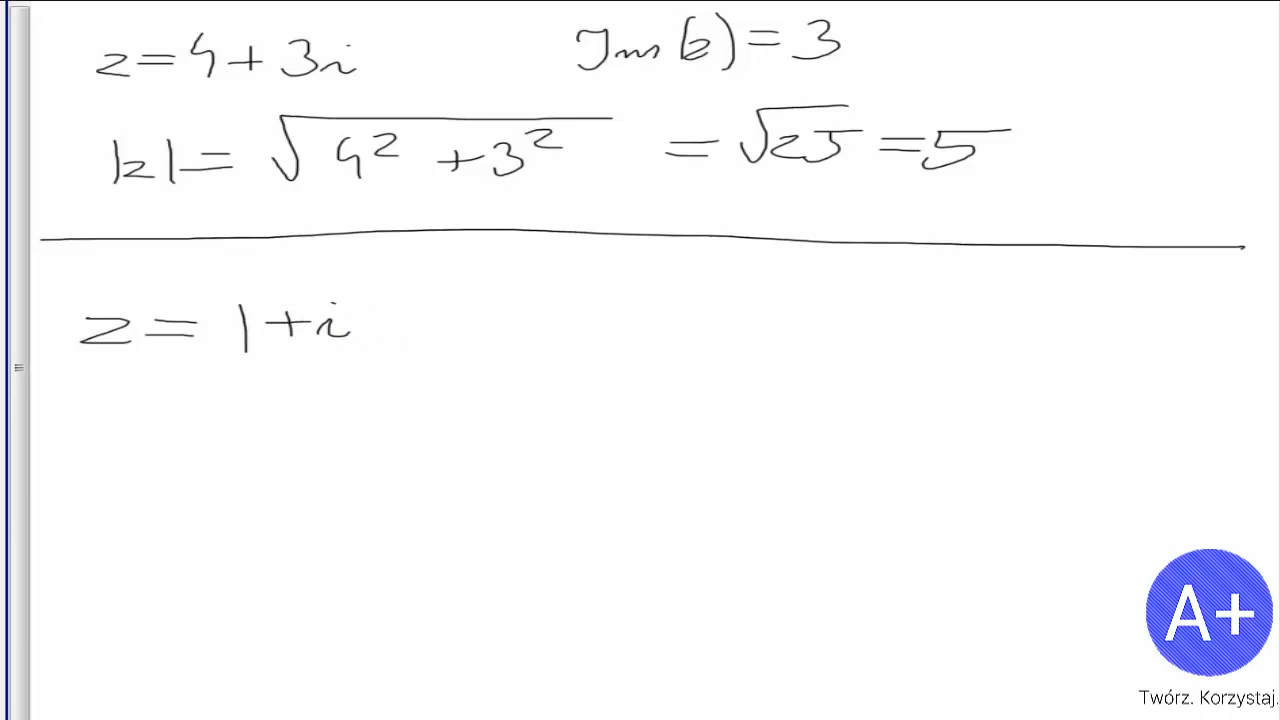 z = 4 + 3i Im(z) = 3
|z| = √4² + 3² = √25 = 5
z = 1 + i
A+
Twórz. Korzystaj.